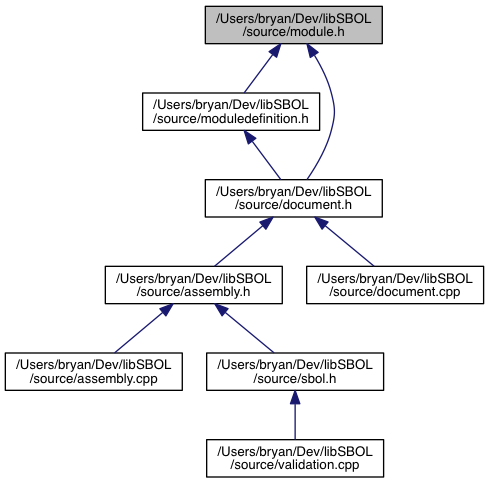 /Users/bryan/Dev/libSBOL
/source/module.h
/Users/bryan/Dev/libSBOL
/source/moduledefinition.h
/Users/bryan/Dev/libSBOL
/source/document.h
/Users/bryan/Dev/libSBOL
/source/assembly.h
/Users/bryan/Dev/libSBOL
/source/document.cpp
/Users/bryan/Dev/libSBOL
/source/assembly.cpp
/Users/bryan/Dev/libSBOL
/source/sbol.h
/Users/bryan/Dev/libSBOL
/source/validation.cpp